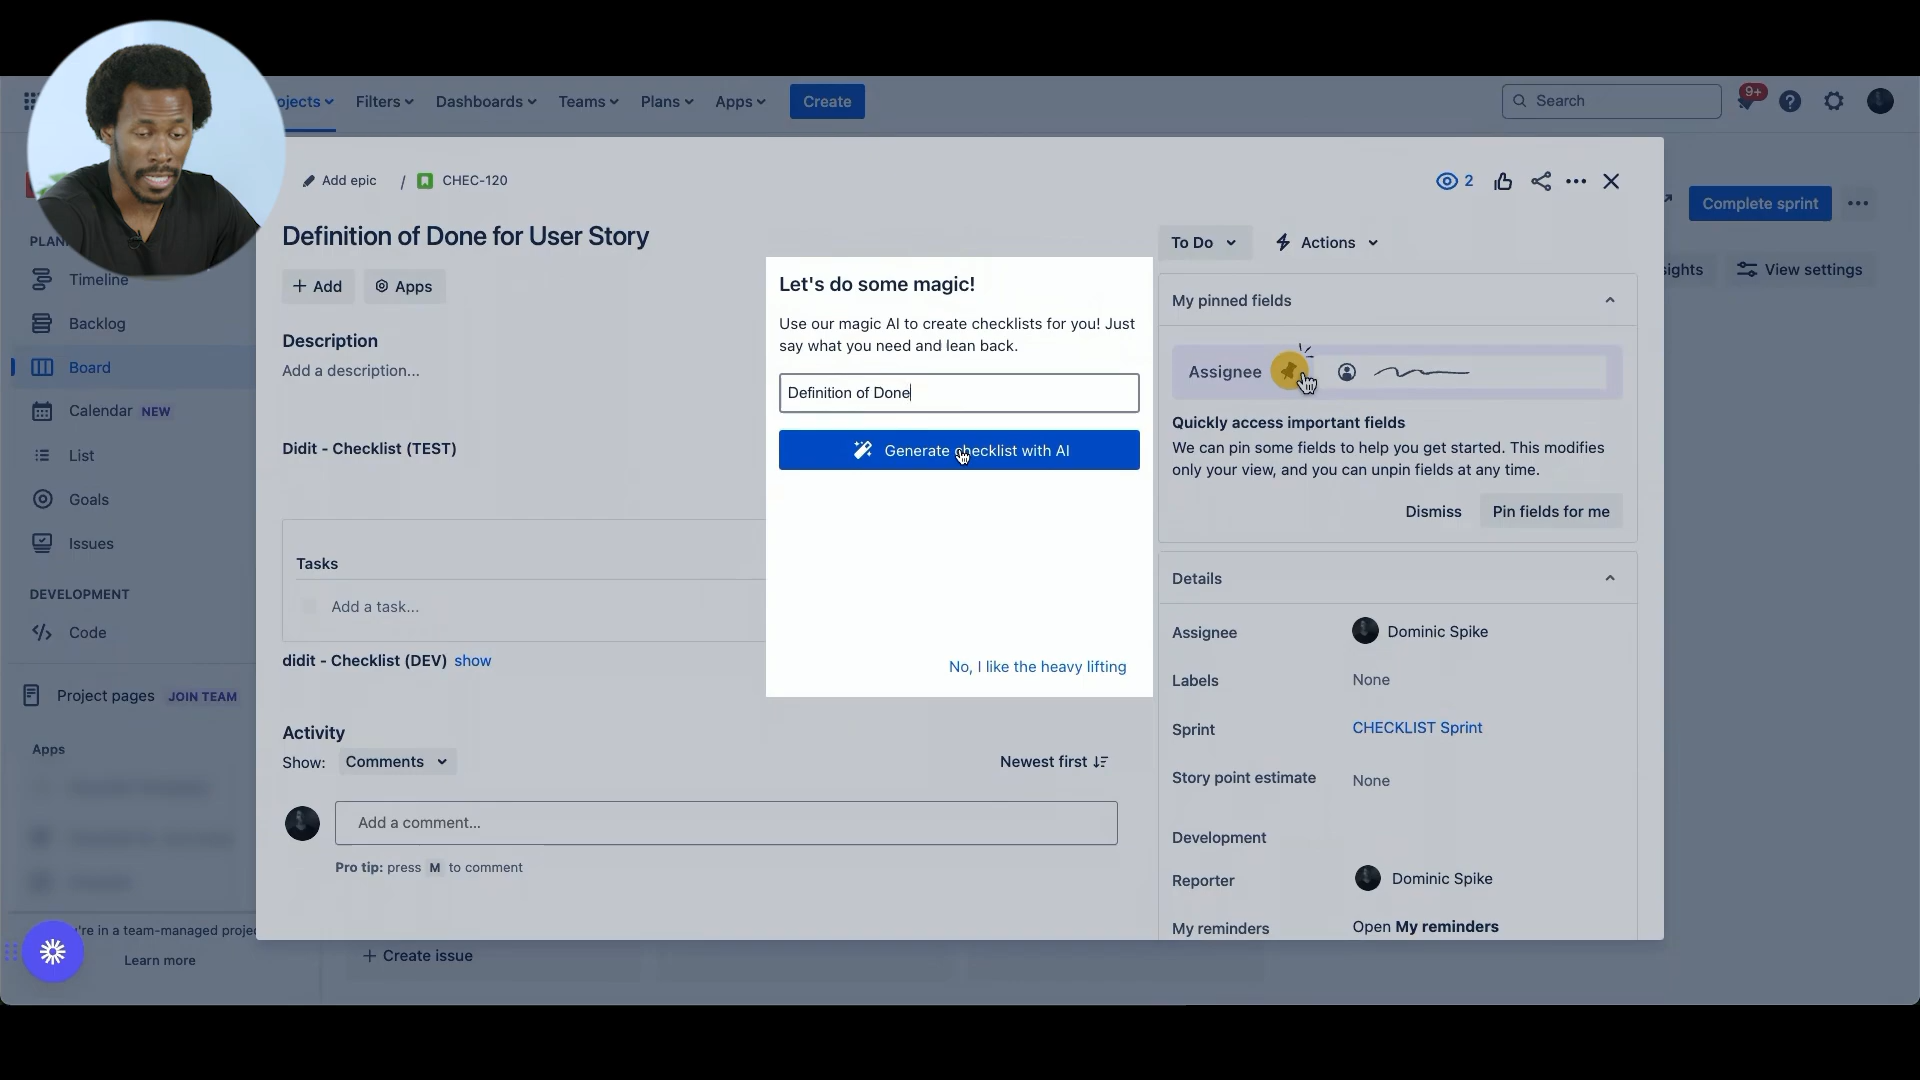 ojects
Filters
Dashboards
Teams
Plans
Apps
Create
Search
9+
Add epic
/
CHEC-120
2
Complete sprint
Definition of Done for User Story
To Do
Actions
sights
View settings
PLAN
Timeline
Backlog
Board
Calendar NEW
List
Goals
Issues
DEVELOPMENT
Code
Project pages JOIN TEAM
Apps
're in a team-managed projec
Learn more
+ Add
Apps
Description
Add a description...
Didit - Checklist (TEST)
Tasks
Add a task...
didit - Checklist (DEV) show
Activity
Show: Comments
Newest first
Add a comment...
Pro tip: press M to comment
+ Create issue
Let's do some magic!
Use our magic AI to create checklists for you! Just
say what you need and lean back.
Definition of Done
Generate checklist with AI
No, I like the heavy lifting
My pinned fields
Assignee
Quickly access important fields
We can pin some fields to help you get started. This modifies
only your view, and you can unpin fields at any time.
Dismiss
Pin fields for me
Details
Assignee
Dominic Spike
Labels
None
Sprint
CHECKLIST Sprint
Story point estimate
None
Development
Reporter
Dominic Spike
My reminders
Open My reminders